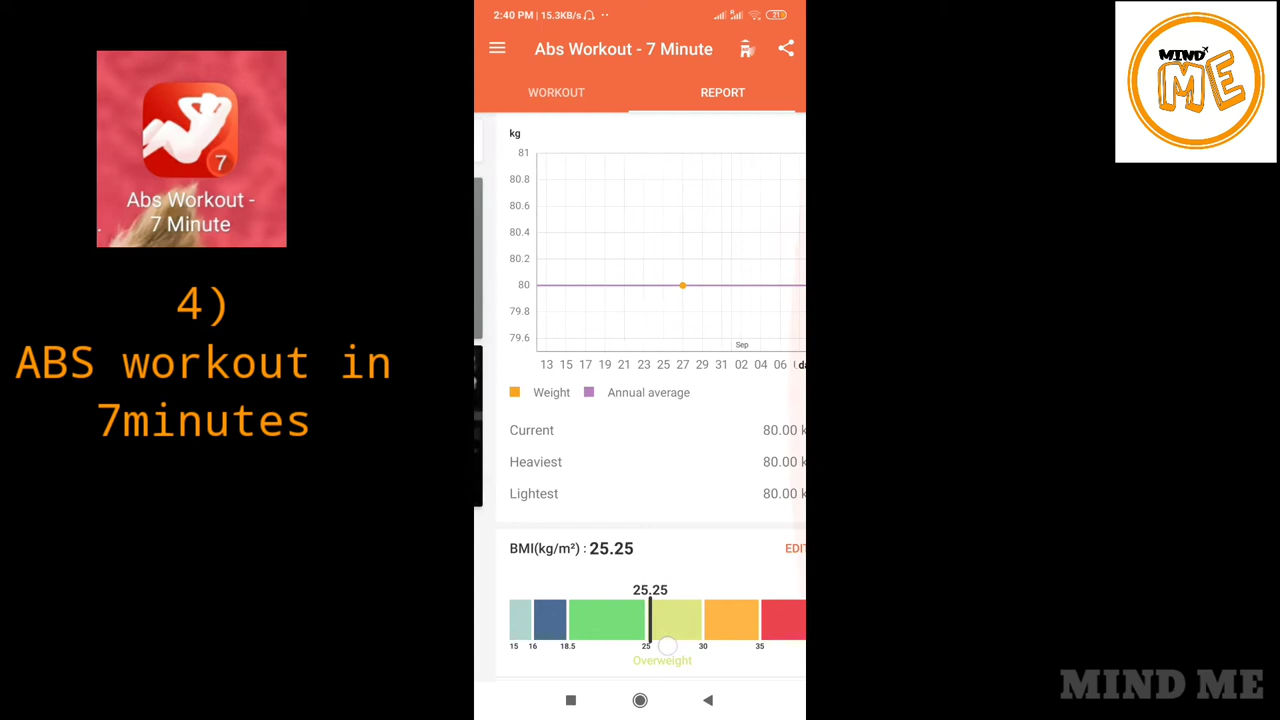 Abs Workout -
7 Minute
4)
ABS workout in
7minutes
2:40 PM | 15.3KB/s
21
Abs Workout - 7 Minute
WORKOUT
REPORT
kg
81
80.8
80.6
80.4
80.2
80
79.8
79.6
Sep
13 15 17 19 21 23 25 27 29 31 02 04 06 da
Weight
Annual average
Current 80.00 k
Heaviest 80.00 k
Lightest 80.00 k
BMI(kg/m²) : 25.25
EDIT
25.25
15 16 18.5 25 30 35
Overweight
MIND
ME
MIND ME